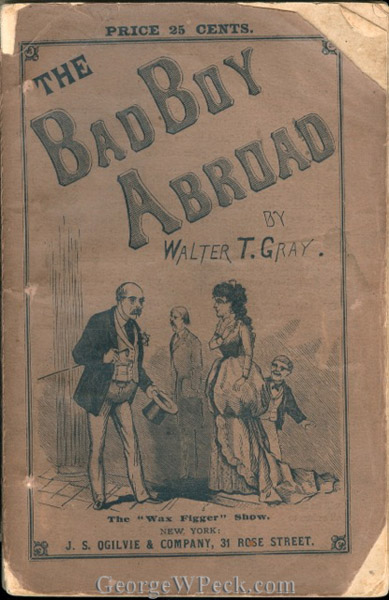 PRICE 25 CENTS.
THE
BAD BOY
ABROAD
BY
WALTER T. GRAY.
The "Wax Figger" Show.
NEW YORK:
J. S. OGILVIE & COMPANY, 31 ROSE STREET.
GeorgeWPeck.com